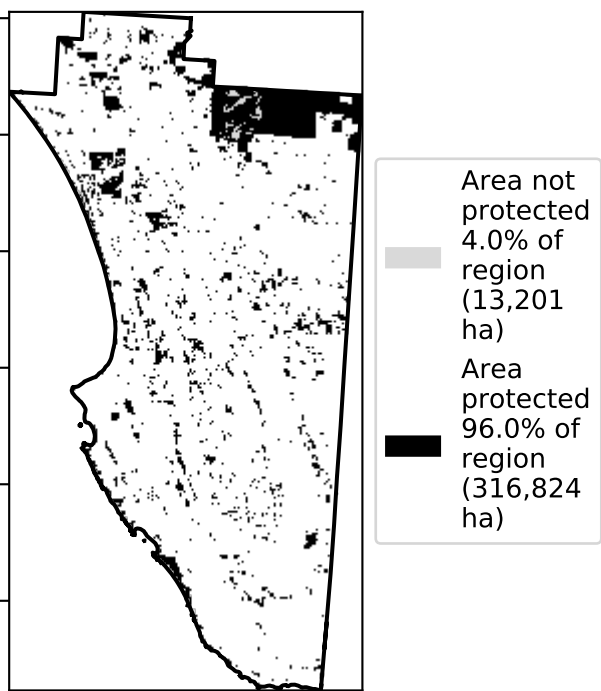 Area not
protected
4.0% of
region
(13,201
ha)
Area
protected
96.0% of
region
(316,824
ha)